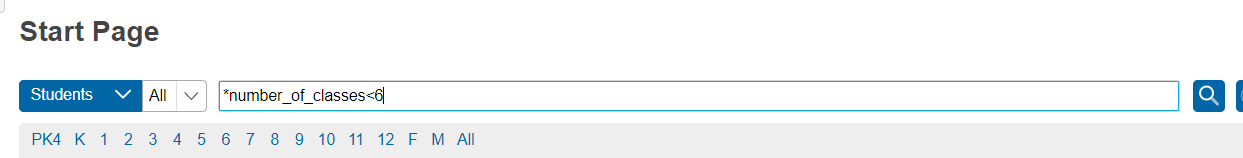 Start Page
Students All *number_of_classes<6
PK4 K 1 2 3 4 5 6 7 8 9 10 11 12 F M All